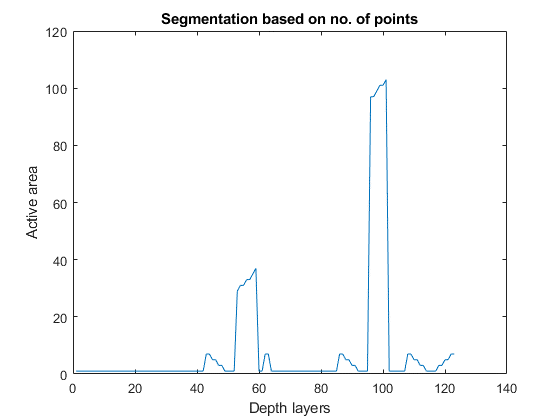 Segmentation based on no. of points
120
100
80
60
40
20
0
Active area
0 20 40 60 80 100 120 140
Depth layers